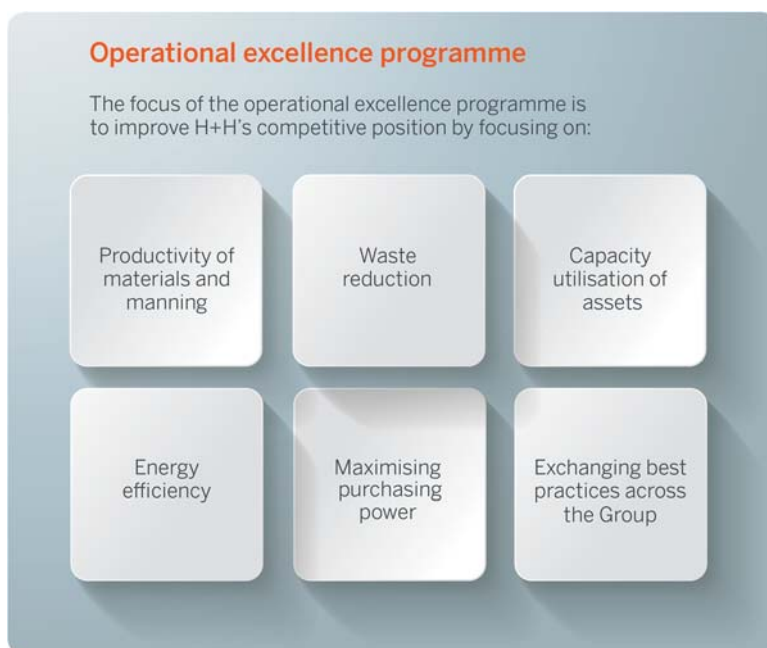 Operational excellence programme
The focus of the operational excellence programme is
to improve H+H's competitive position by focusing on:
Productivity of
materials and
manning
Waste
reduction
Capacity
utilisation of
assets
Energy
efficiency
Maximising
purchasing
power
Exchanging best
practices across
the Group